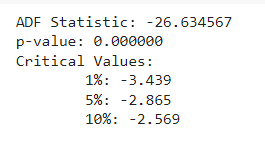 ADF Statistic: -26.634567
p-value: 0.000000
Critical Values:
1%: -3.439
5%: -2.865
10%: -2.569